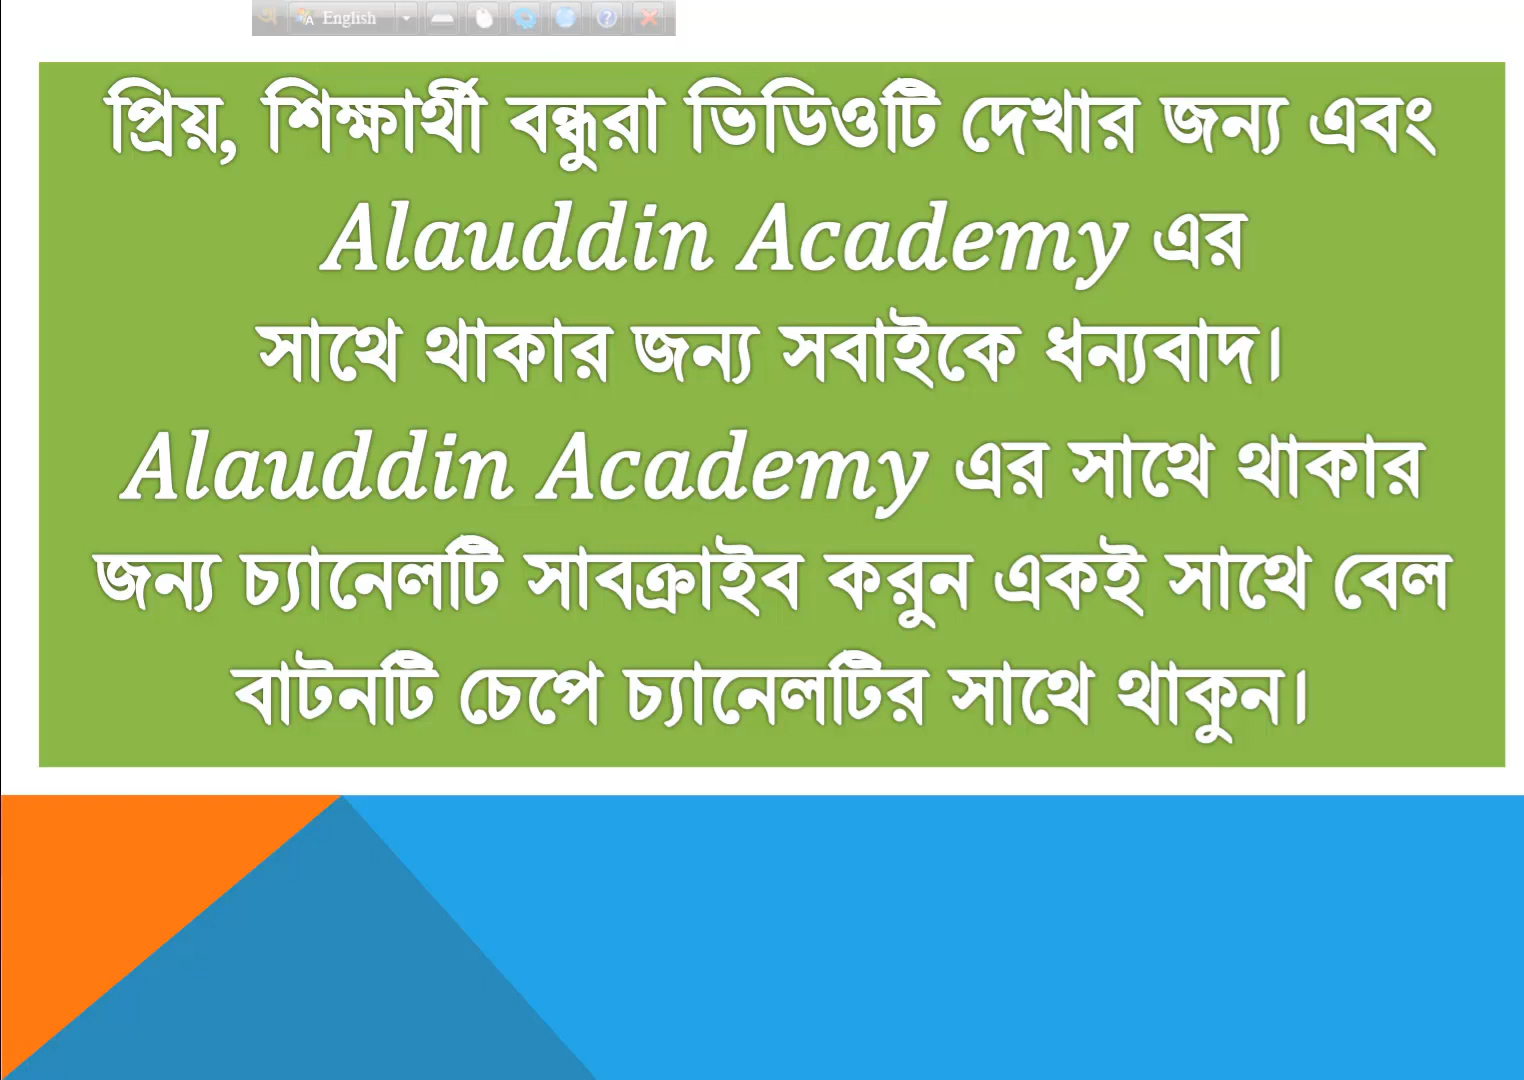 English
প্রিয়, শিক্ষার্থী বন্ধুরা ভিডিওটি দেখার জন্য এবং
Alauddin Academy এর
সাথে থাকার জন্য সবাইকে ধন্যবাদ।
Alauddin Academy এর সাথে থাকার
জন্য চ্যানেলটি সাবক্রাইব করুন একই সাথে বেল
বাটনটি চেপে চ্যানেলটির সাথে থাকুন।